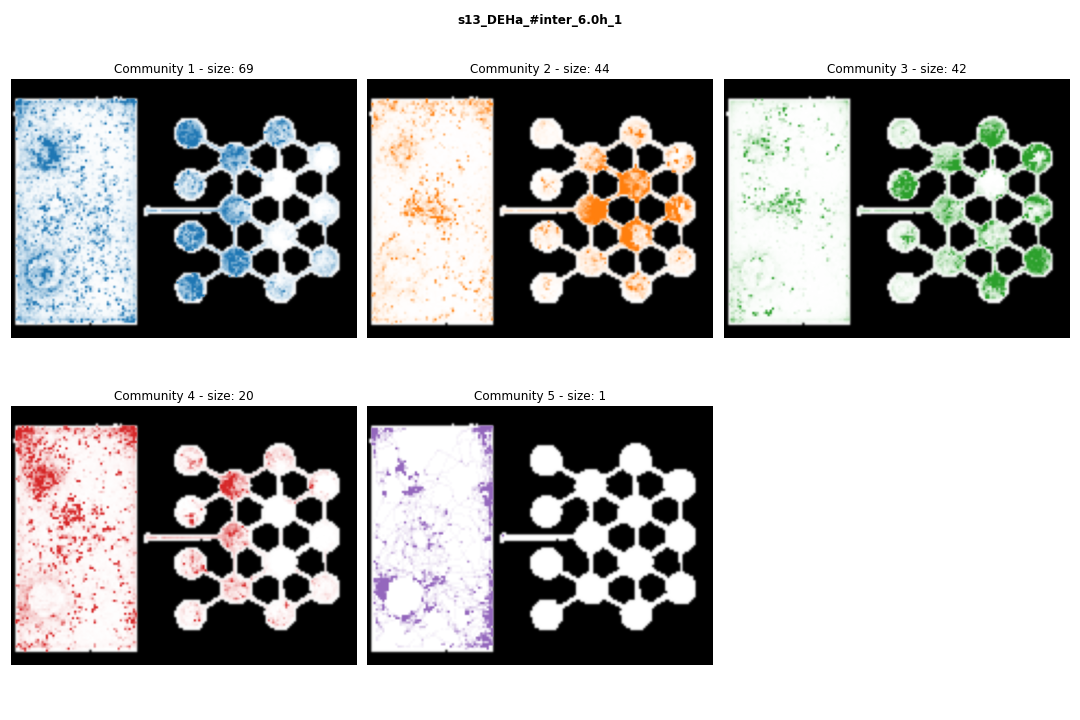 s13_DEHa_#inter_6.0h_1
Community 1 - size: 69
Community 2 - size: 44
Community 3 - size: 42
Community 4 - size: 20
Community 5 - size: 1